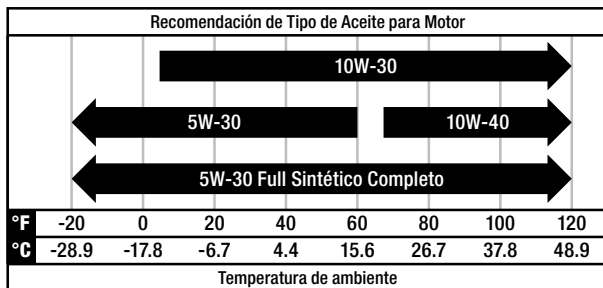 Recomendación de Tipo de Aceite para Motor
10W-30
5W-30 10W-40
5W-30 Full Sintético Completo
°F -20 0 20 40 60 80 100 120
°C -28.9 -17.8 -6.7 4.4 15.6 26.7 37.8 48.9
Temperatura de ambiente